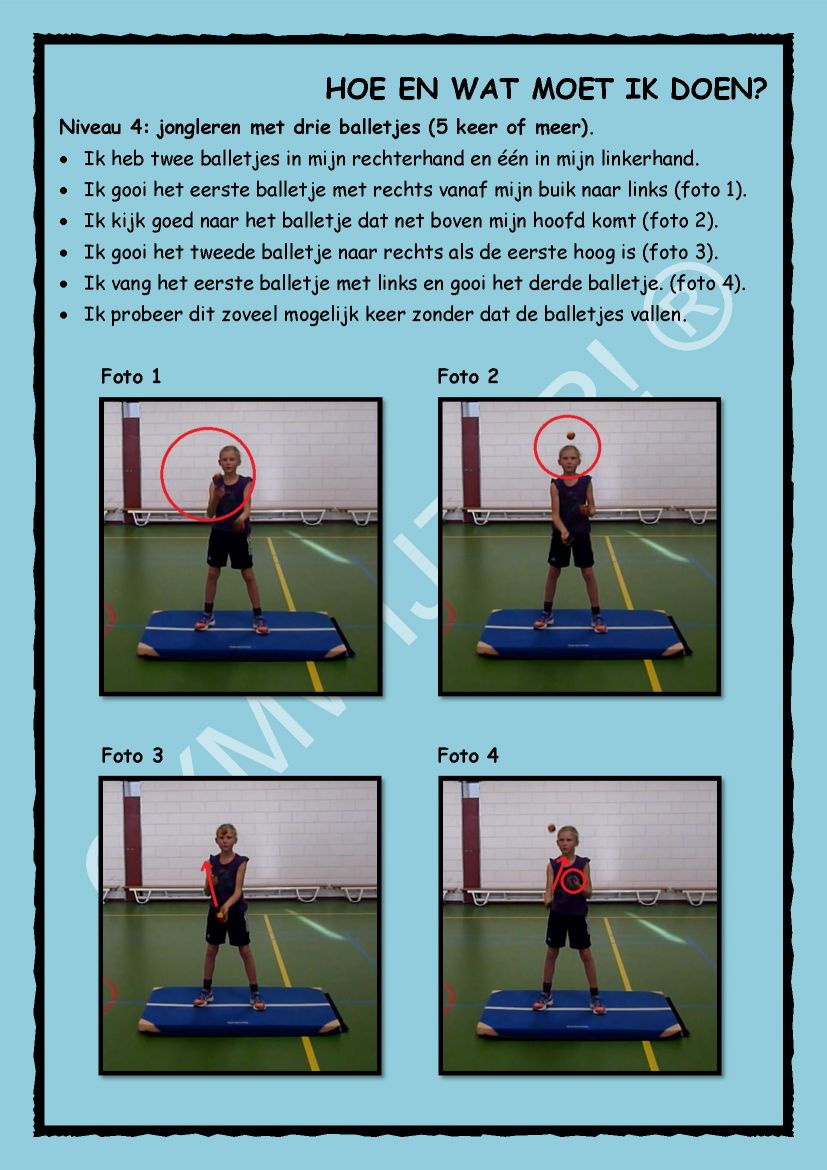 HOE EN WAT MOET IK DOEN?
Niveau 4: jongleren met drie balletjes (5 keer of meer).
• Ik heb twee balletjes in mijn rechterhand en één in mijn linkerhand.
• Ik gooi het eerste balletje met rechts vanaf mijn buik naar links (foto 1).
• Ik kijk goed naar het balletje dat net boven mijn hoofd komt (foto 2).
• Ik gooi het tweede balletje naar rechts als de eerste hoog is (foto 3).
• Ik vang het eerste balletje met links en gooi het derde balletje. (foto 4).
• Ik probeer dit zoveel mogelijk keer zonder dat de balletjes vallen.
Foto 1
Foto 2
Foto 3
Foto 4